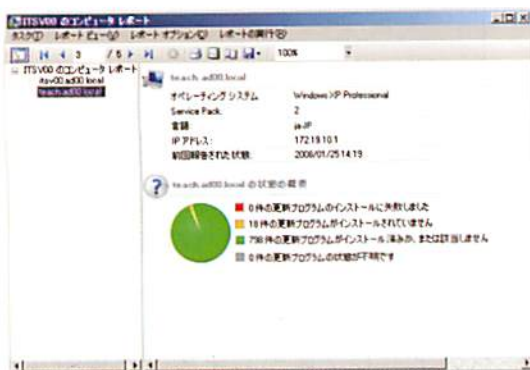 ITSV00 のコンピュータ レポート
タスク(T) レポート ビュー(V) レポート オプション(O) レポートの実行(R)
3 / 5 100%
ITSV00 のコンピュータ レポート
itsv00.ad00.local
teach.ad00.local
teach.ad00.local
オペレーティング システム Windows XP Professional
Service Pack: 2
言語: ja-JP
IP アドレス: 172.19.10.1
前回報告された状態: 2008/01/25 14:19
teach.ad00.local の状態の概要
0 件の更新プログラムのインストールに失敗しました
18 件の更新プログラムがインストールされていません
798 件の更新プログラムがインストール済みか、または該当しません
0 件の更新プログラムの状態が不明です